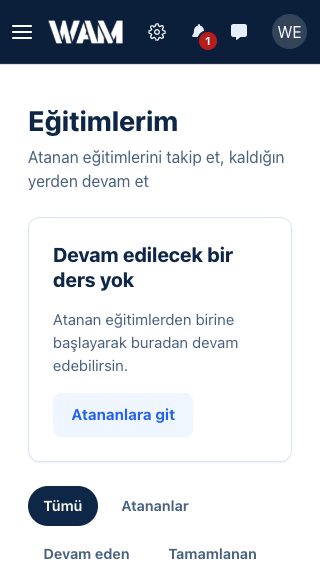 WAM
1
WE
Eğitimlerim
Atanan eğitimlerini takip et, kaldığın
yerden devam et
Devam edilecek bir
ders yok
Atanan eğitimlerden birine
başlayarak buradan devam
edebilirsin.
Atananlara git
Tümü
Atananlar
Devam eden
Tamamlanan